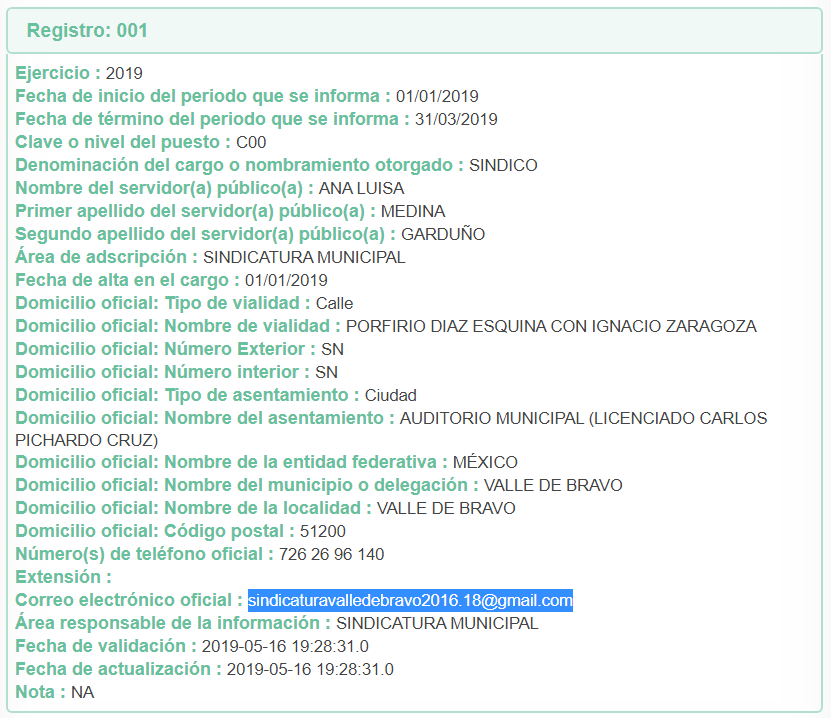 Registro: 001
Ejercicio : 2019
Fecha de inicio del periodo que se informa : 01/01/2019
Fecha de término del periodo que se informa : 31/03/2019
Clave o nivel del puesto : C00
Denominación del cargo o nombramiento otorgado : SINDICO
Nombre del servidor(a) público(a) : ANA LUISA
Primer apellido del servidor(a) público(a) : MEDINA
Segundo apellido del servidor(a) público(a) : GARDUÑO
Área de adscripción : SINDICATURA MUNICIPAL
Fecha de alta en el cargo : 01/01/2019
Domicilio oficial: Tipo de vialidad : Calle
Domicilio oficial: Nombre de vialidad : PORFIRIO DIAZ ESQUINA CON IGNACIO ZARAGOZA
Domicilio oficial: Número Exterior : SN
Domicilio oficial: Número interior : SN
Domicilio oficial: Tipo de asentamiento : Ciudad
Domicilio oficial: Nombre del asentamiento : AUDITORIO MUNICIPAL (LICENCIADO CARLOS
PICHARDO CRUZ)
Domicilio oficial: Nombre de la entidad federativa : MÉXICO
Domicilio oficial: Nombre del municipio o delegación : VALLE DE BRAVO
Domicilio oficial: Nombre de la localidad : VALLE DE BRAVO
Domicilio oficial: Código postal : 51200
Número(s) de teléfono oficial : 726 26 96 140
Extensión :
Correo electrónico oficial : sindicaturavalledebravo2016.18@gmail.com
Área responsable de la información : SINDICATURA MUNICIPAL
Fecha de validación : 2019-05-16 19:28:31.0
Fecha de actualización : 2019-05-16 19:28:31.0
Nota : NA